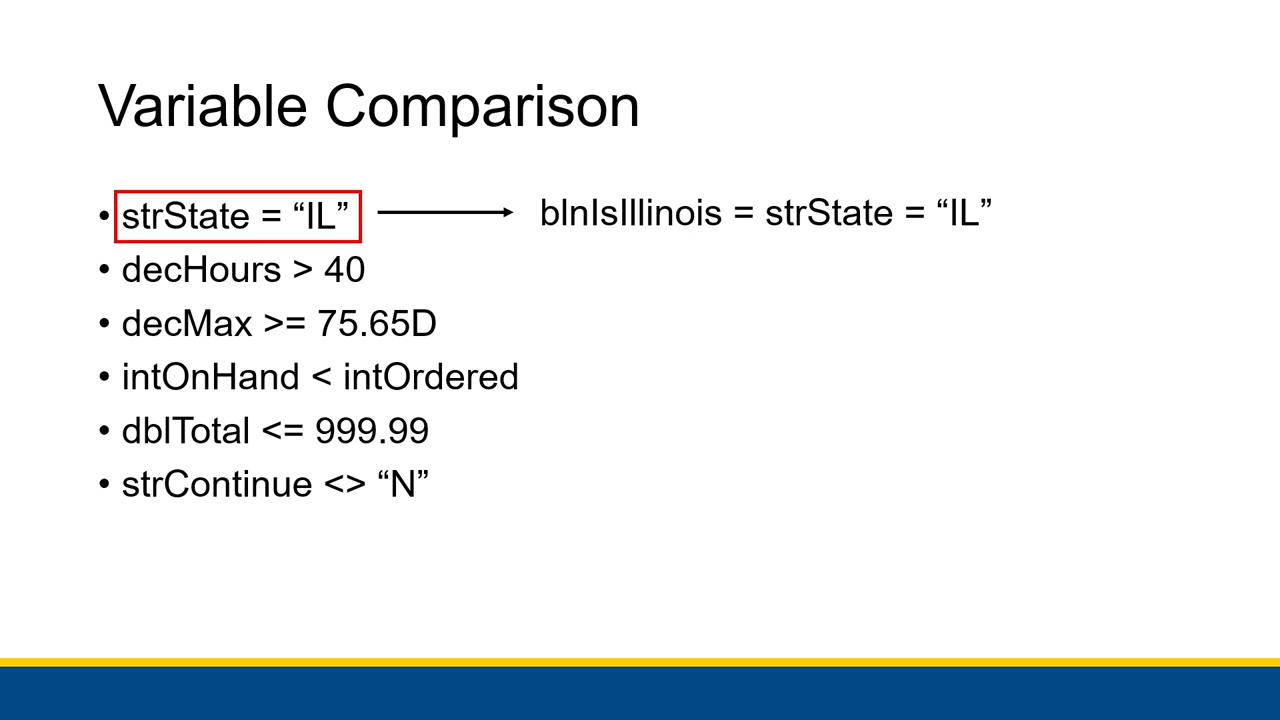 Variable Comparison
• strState = “IL”
blnIsIllinois = strState = “IL”
• decHours > 40
• decMax >= 75.65D
• intOnHand < intOrdered
• dblTotal <= 999.99
• strContinue <> “N”